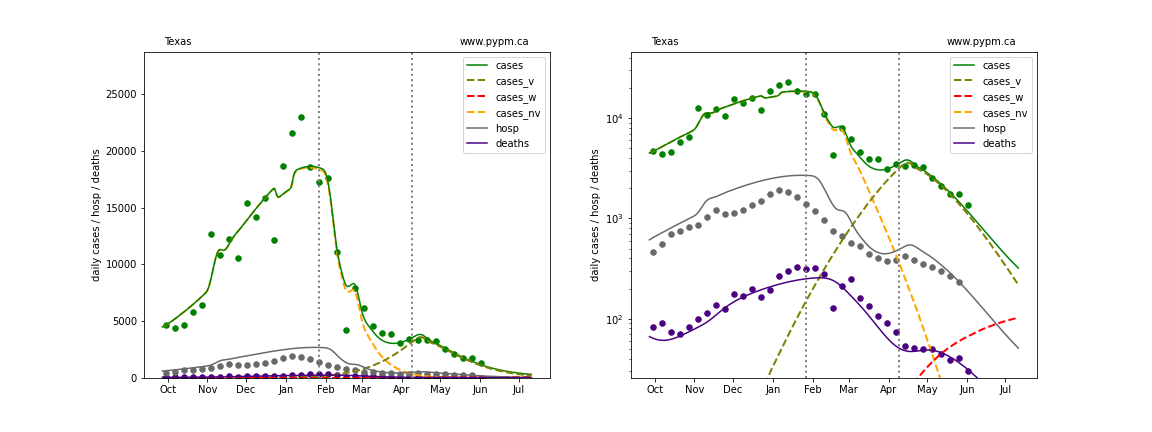 Texas www.pypm.ca
daily cases / hosp / deaths
25000
20000
15000
10000
5000
0
Oct Nov Dec Jan Feb Mar Apr May Jun Jul
cases
cases_v
cases_w
cases_nv
hosp
deaths
Texas www.pypm.ca
daily cases / hosp / deaths
10⁴
10³
10²
Oct Nov Dec Jan Feb Mar Apr May Jun Jul
cases
cases_v
cases_w
cases_nv
hosp
deaths